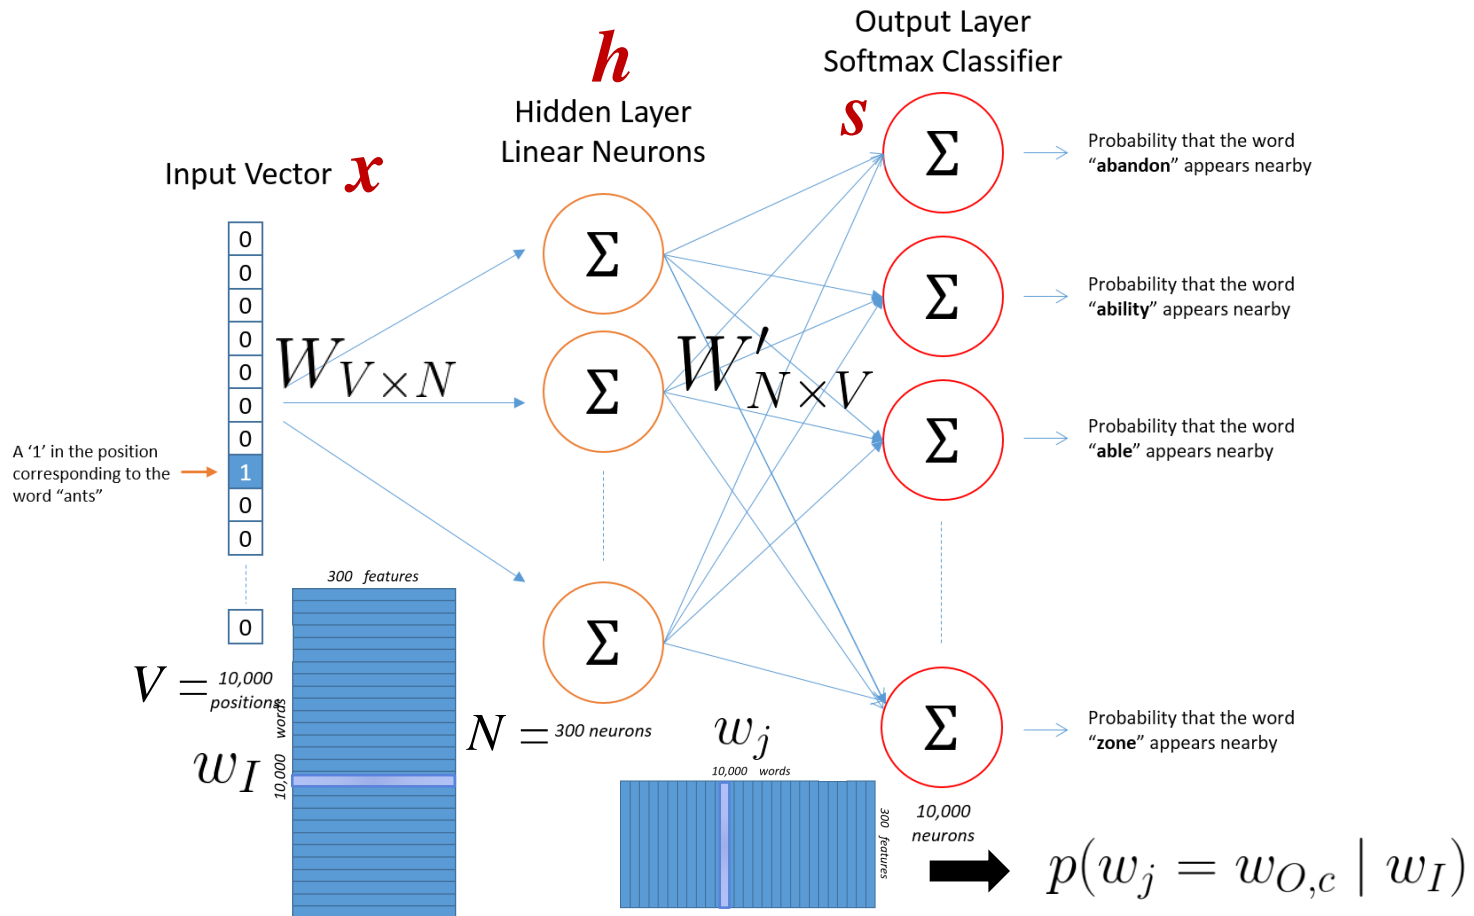 Output Layer
Softmax Classifier
h
Hidden Layer
Linear Neurons
s
Input Vector x
Σ
Probability that the word
“abandon” appears nearby
0
0
0
0
0
0
0
1
0
0
0
Σ
Σ
Probability that the word
“ability” appears nearby
W V×N
Σ
W′ N×V
Σ
Probability that the word
“able” appears nearby
A ‘1’ in the position
corresponding to the
word “ants”
300 features
Σ
V = 10,000
positions
10,000 words
w_I
N = 300 neurons
Σ
Probability that the word
“zone” appears nearby
w_j
10,000 words
300 features
10,000
neurons
p(w_j = w_{O,c} | w_I)